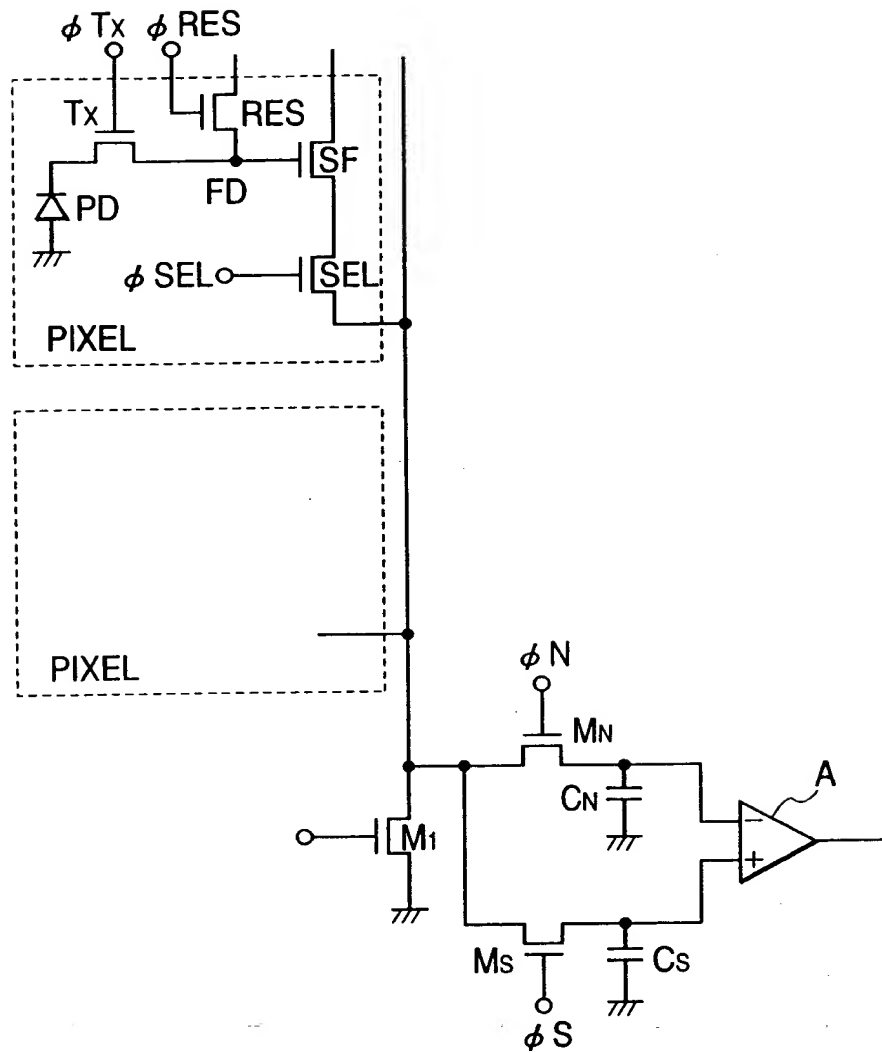 ϕ TX ϕ RES
TX
RES
SF
FD
PD
ϕ SEL
SEL
PIXEL
PIXEL
ϕ N
MN
A
CN
−
M1
+
MS
CS
ϕ S